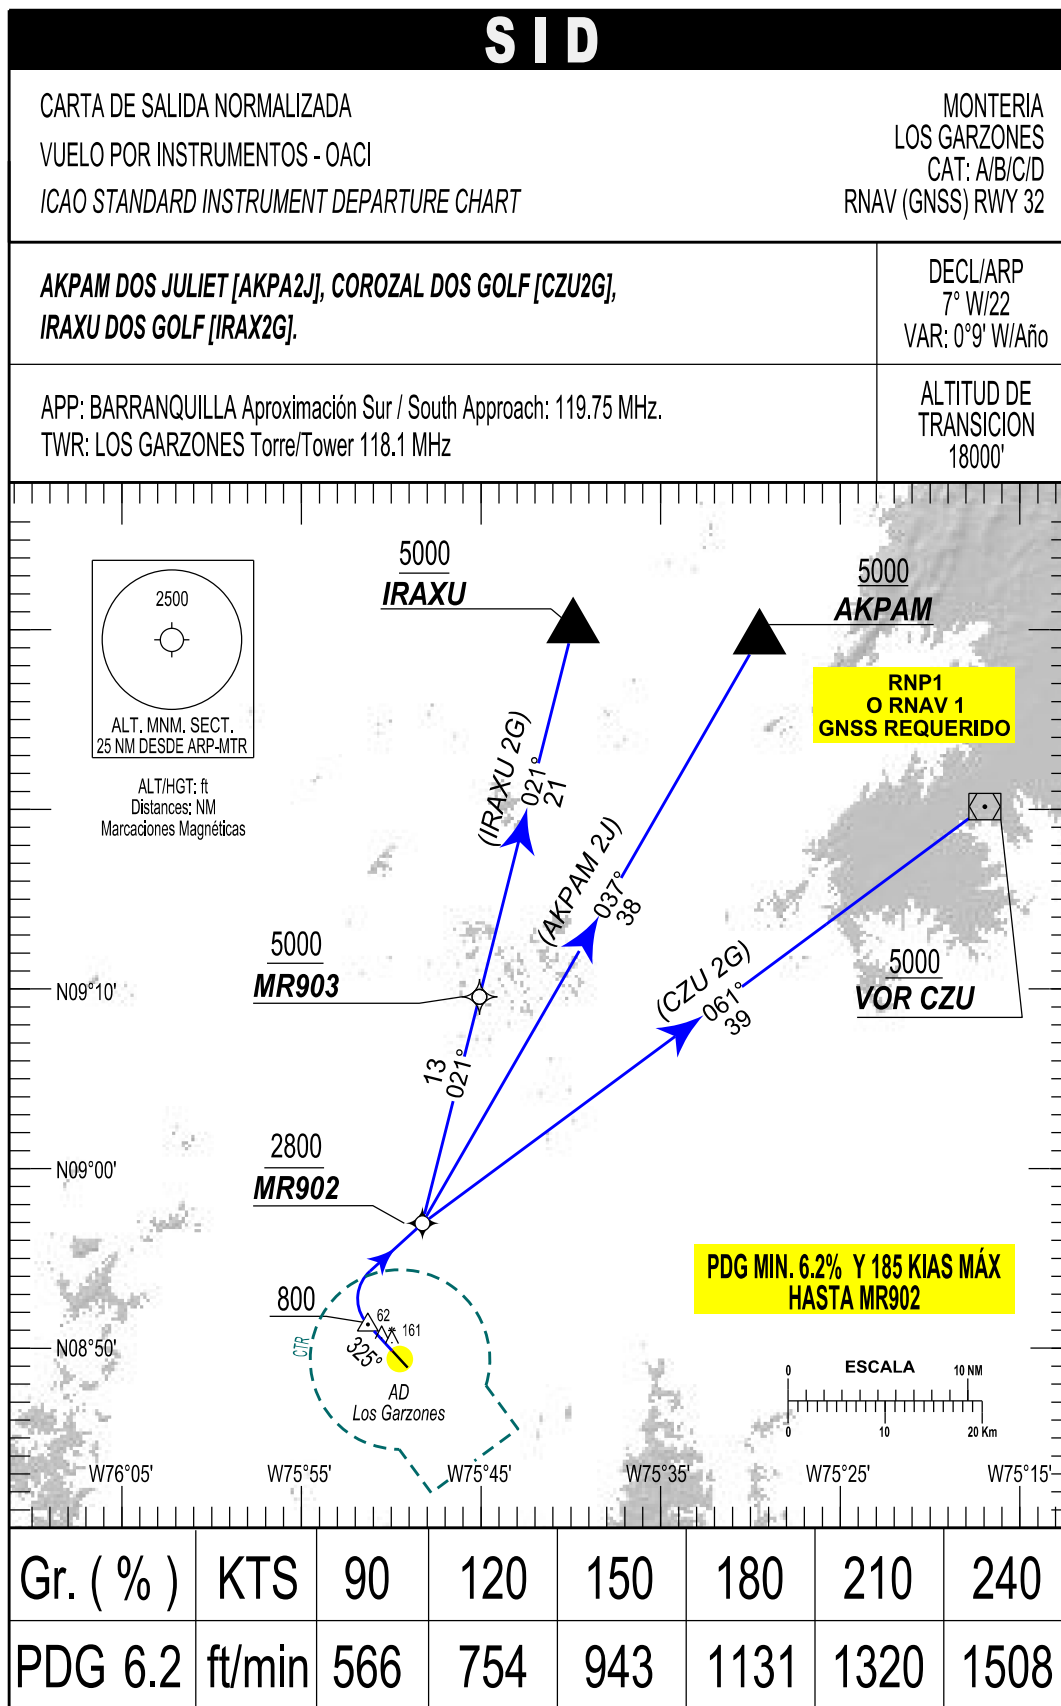 SID
CARTA DE SALIDA NORMALIZADA
VUELO POR INSTRUMENTOS - OACI
ICAO STANDARD INSTRUMENT DEPARTURE CHART
MONTERIA
LOS GARZONES
CAT: A/B/C/D
RNAV (GNSS) RWY 32
AKPAM DOS JULIET [AKPA2J], COROZAL DOS GOLF [CZU2G],
IRAXU DOS GOLF [IRAX2G].
DECL/ARP
7° W/22
VAR: 0°9' W/Año
APP: BARRANQUILLA Aproximación Sur / South Approach: 119.75 MHz.
TWR: LOS GARZONES Torre/Tower 118.1 MHz
ALTITUD DE
TRANSICION
18000'
2500
ALT. MNM. SECT.
25 NM DESDE ARP-MTR
ALT/HGT: ft
Distances: NM
Marcaciones Magnéticas
5000
IRAXU
5000
AKPAM
RNP1
O RNAV 1
GNSS REQUERIDO
(IRAXU 2G)
021°
21
(AKPAM 2J)
037°
38
(CZU 2G)
061°
39
5000
VOR CZU
5000
MR903
N09°10'
13
021°
2800
MR902
N09°00'
PDG MIN. 6.2% Y 185 KIAS MÁX
HASTA MR902
800
62
161
325°
CTR
N08°50'
AD
Los Garzones
ESCALA
0
10 NM
0
10
20 Km
W76°05'
W75°55'
W75°45'
W75°35'
W75°25'
W75°15'
Gr. ( % ) KTS 90 120 150 180 210 240
PDG 6.2 ft/min 566 754 943 1131 1320 1508